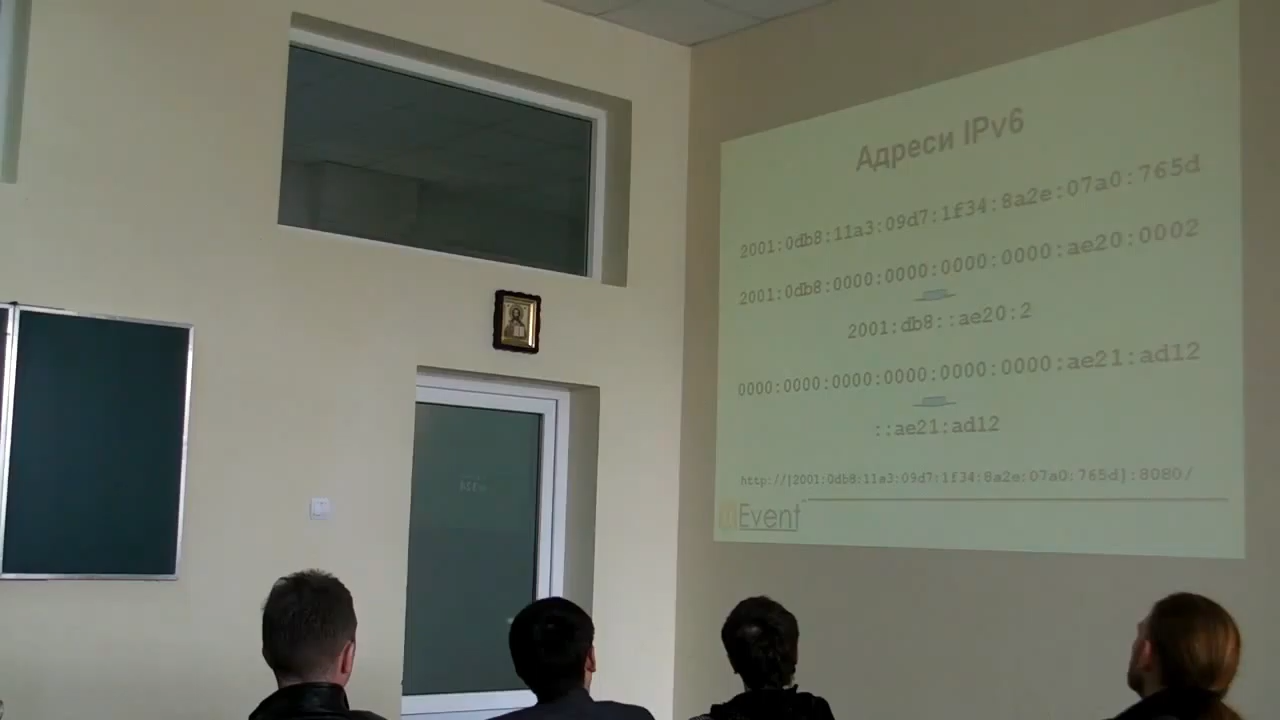 Адреси IPv6
2001:0db8:11a3:09d7:1f34:8a2e:07a0:765d
2001:0db8:0000:0000:0000:0000:ae20:0002
2001:db8::ae20:2
0000:0000:0000:0000:0000:0000:ae21:ad12
::ae21:ad12
http://[2001:0db8:11a3:09d7:1f34:8a2e:07a0:765d]:8080/
Event